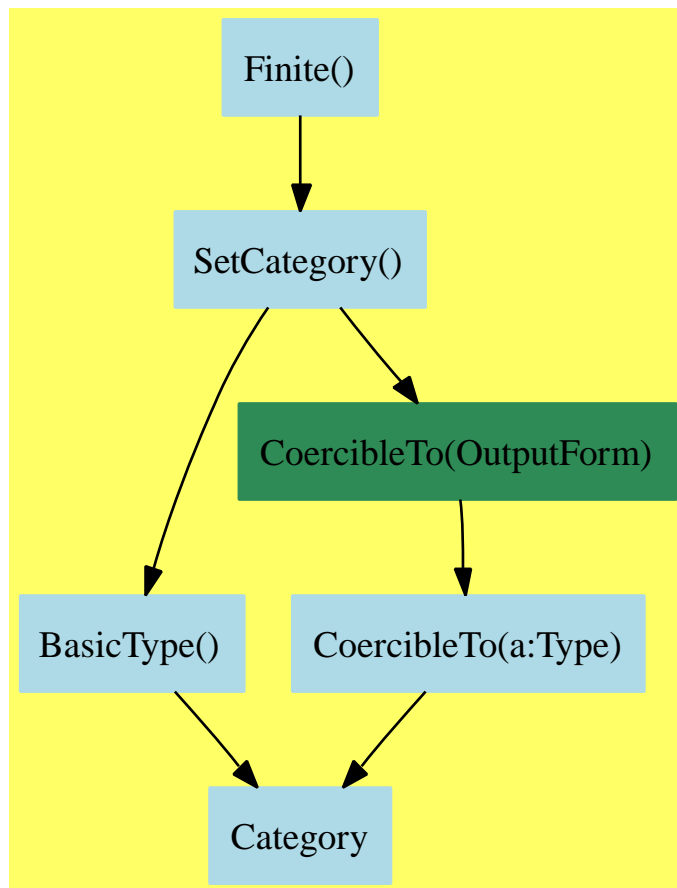 Finite()
SetCategory()
CoercibleTo(OutputForm)
BasicType()
CoercibleTo(a:Type)
Category